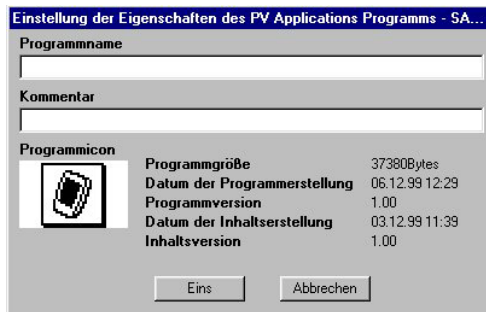 Einstellung der Eigenschaften des PV Applications Programms - SA...
Programmname
Kommentar
Programmicon
Programmgröße 37380Bytes
Datum der Programmerstellung 06.12.99 12:29
Programmversion 1.00
Datum der Inhaltserstellung 03.12.99 11:39
Inhaltsversion 1.00
Eins Abbrechen